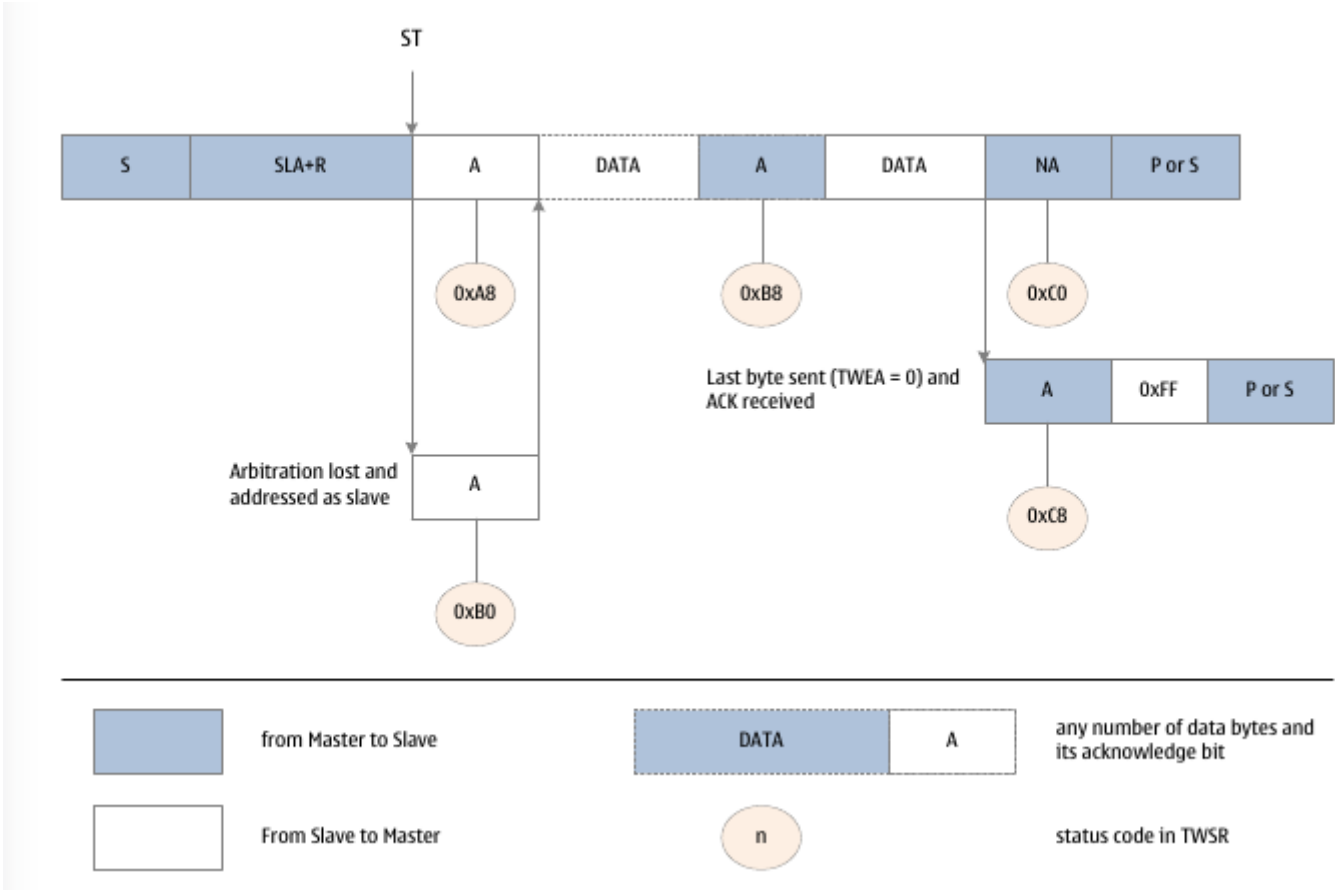 ST
S
SLA+R
A
DATA
A
DATA
NA
P or S
0xA8
0xB8
0xC0
Last byte sent (TWEA = 0) and
ACK received
A
0xFF
P or S
Arbitration lost and
addressed as slave
A
0xC8
0xB0
from Master to Slave
DATA
A
any number of data bytes and
its acknowledge bit
From Slave to Master
n
status code in TWSR